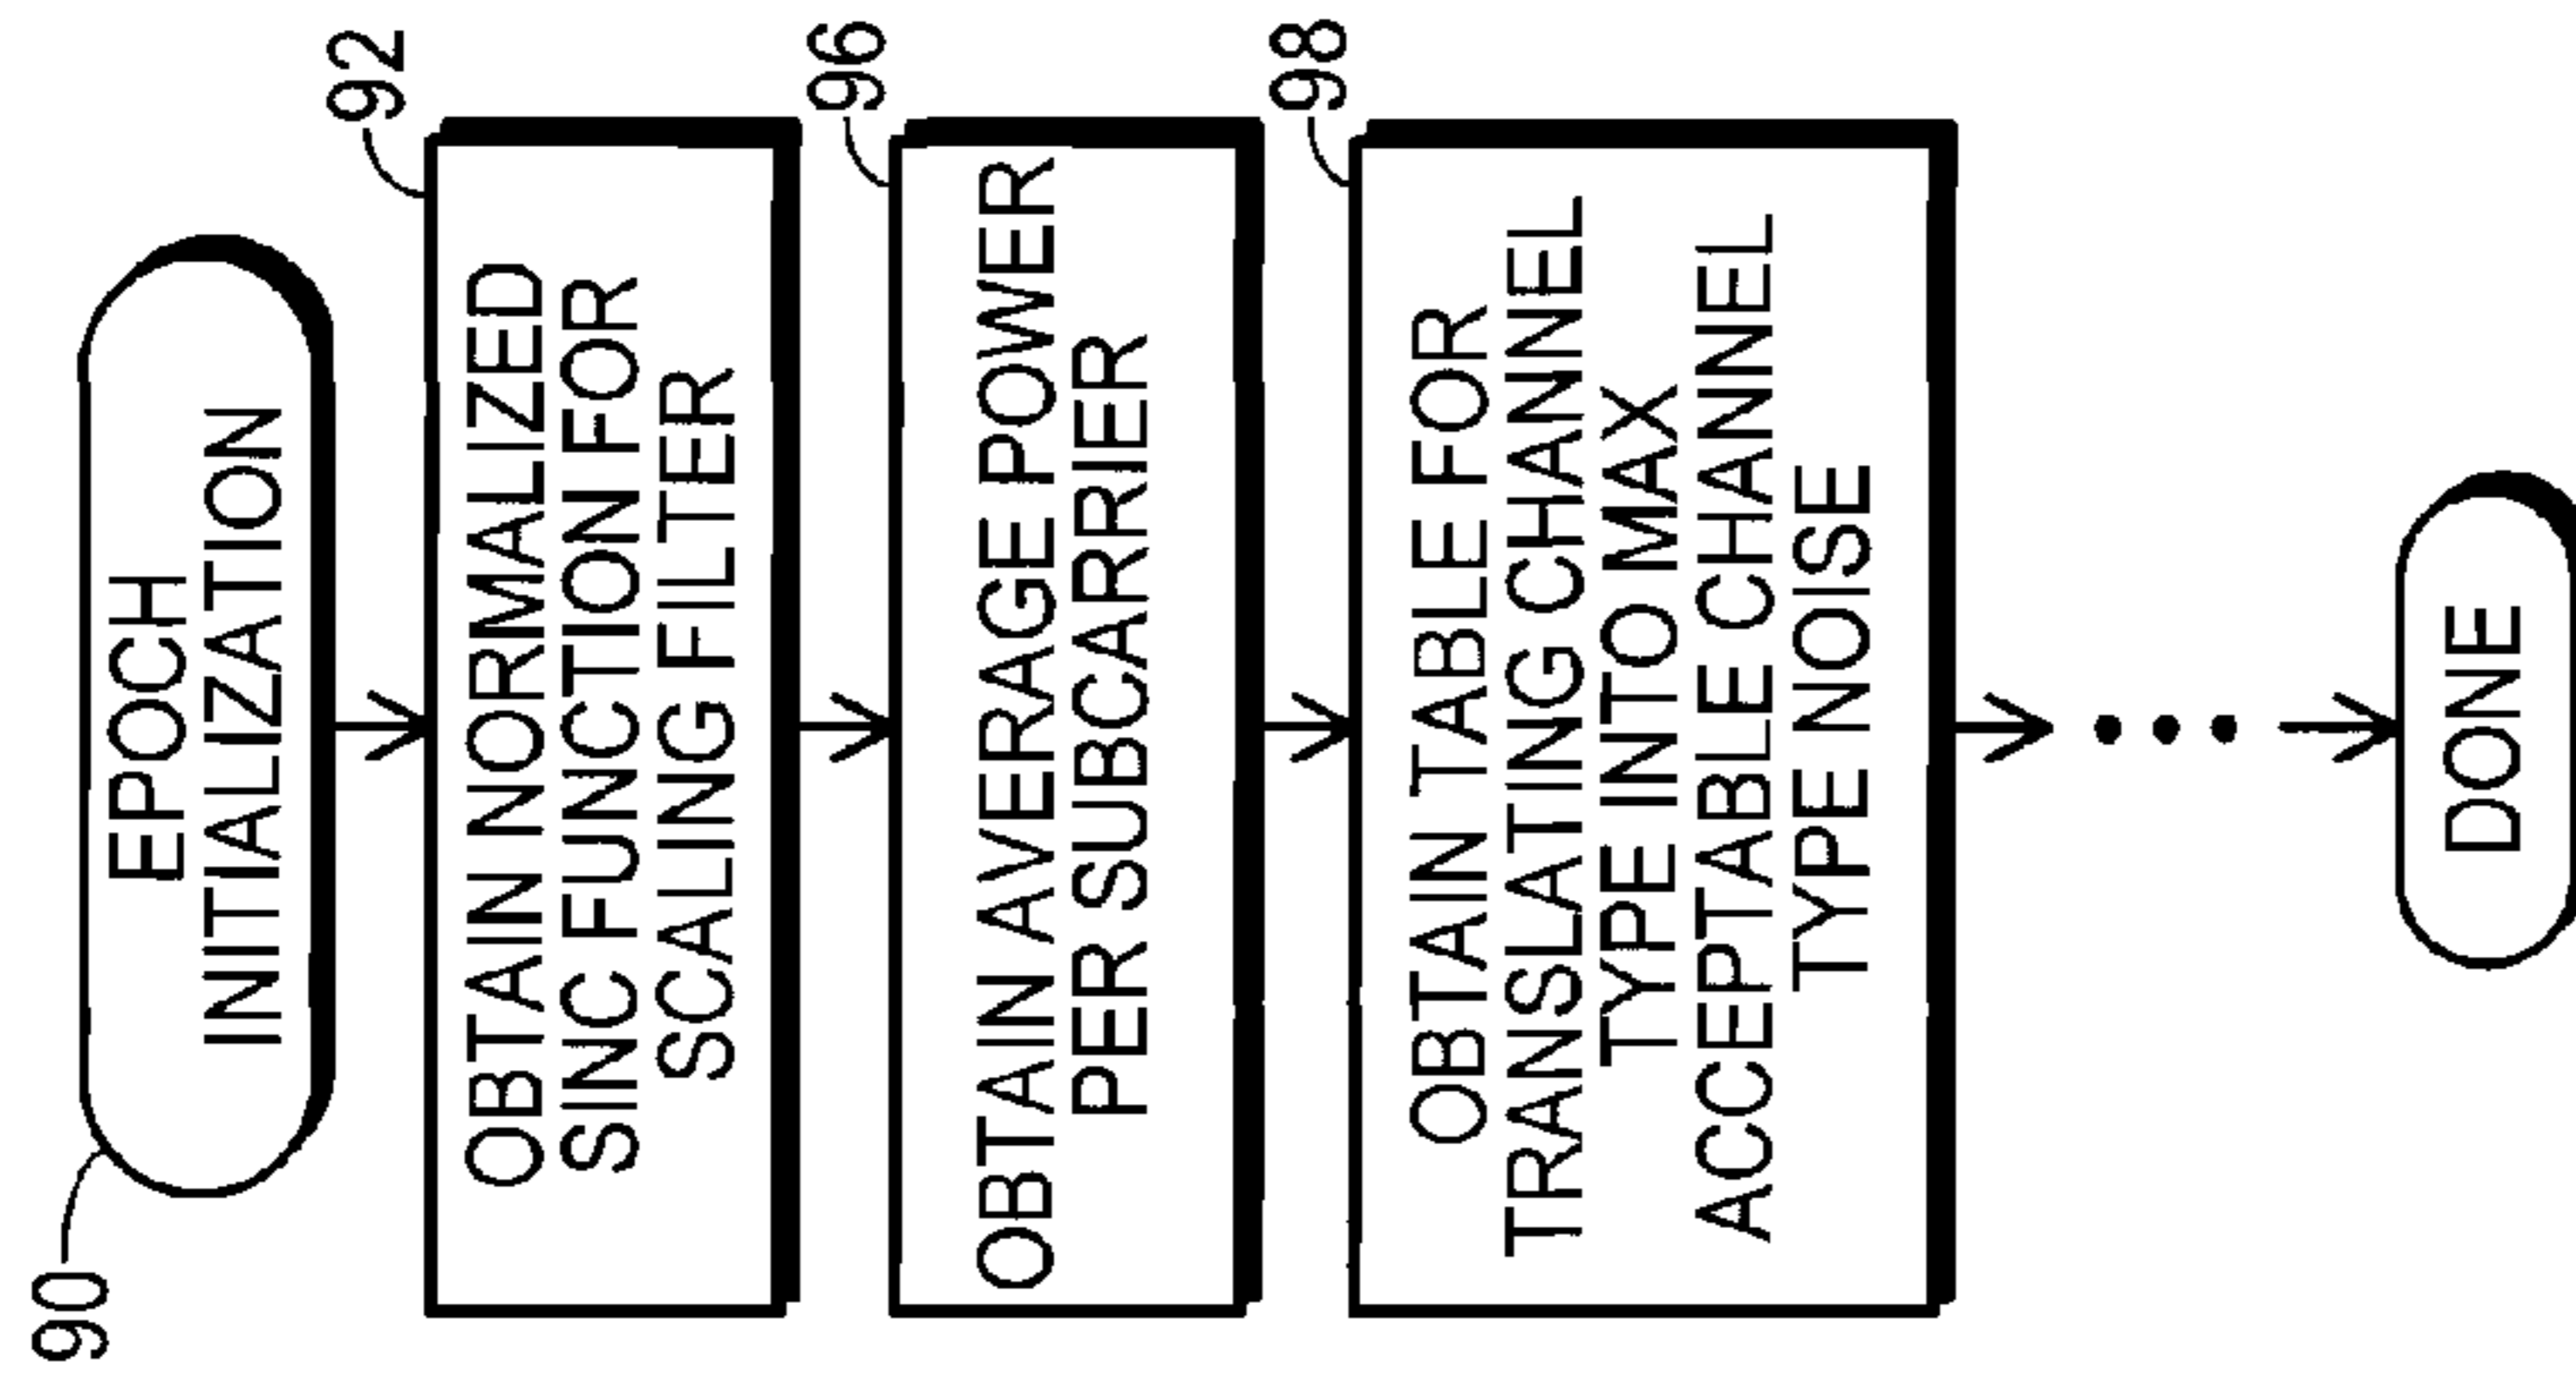 90
EPOCH
INITIALIZATION
92
OBTAIN NORMALIZED
SINC FUNCTION FOR
SCALING FILTER
96
OBTAIN AVERAGE POWER
PER SUBCARRIER
98
OBTAIN TABLE FOR
TRANSLATING CHANNEL
TYPE INTO MAX
ACCEPTABLE CHANNEL
TYPE NOISE
DONE